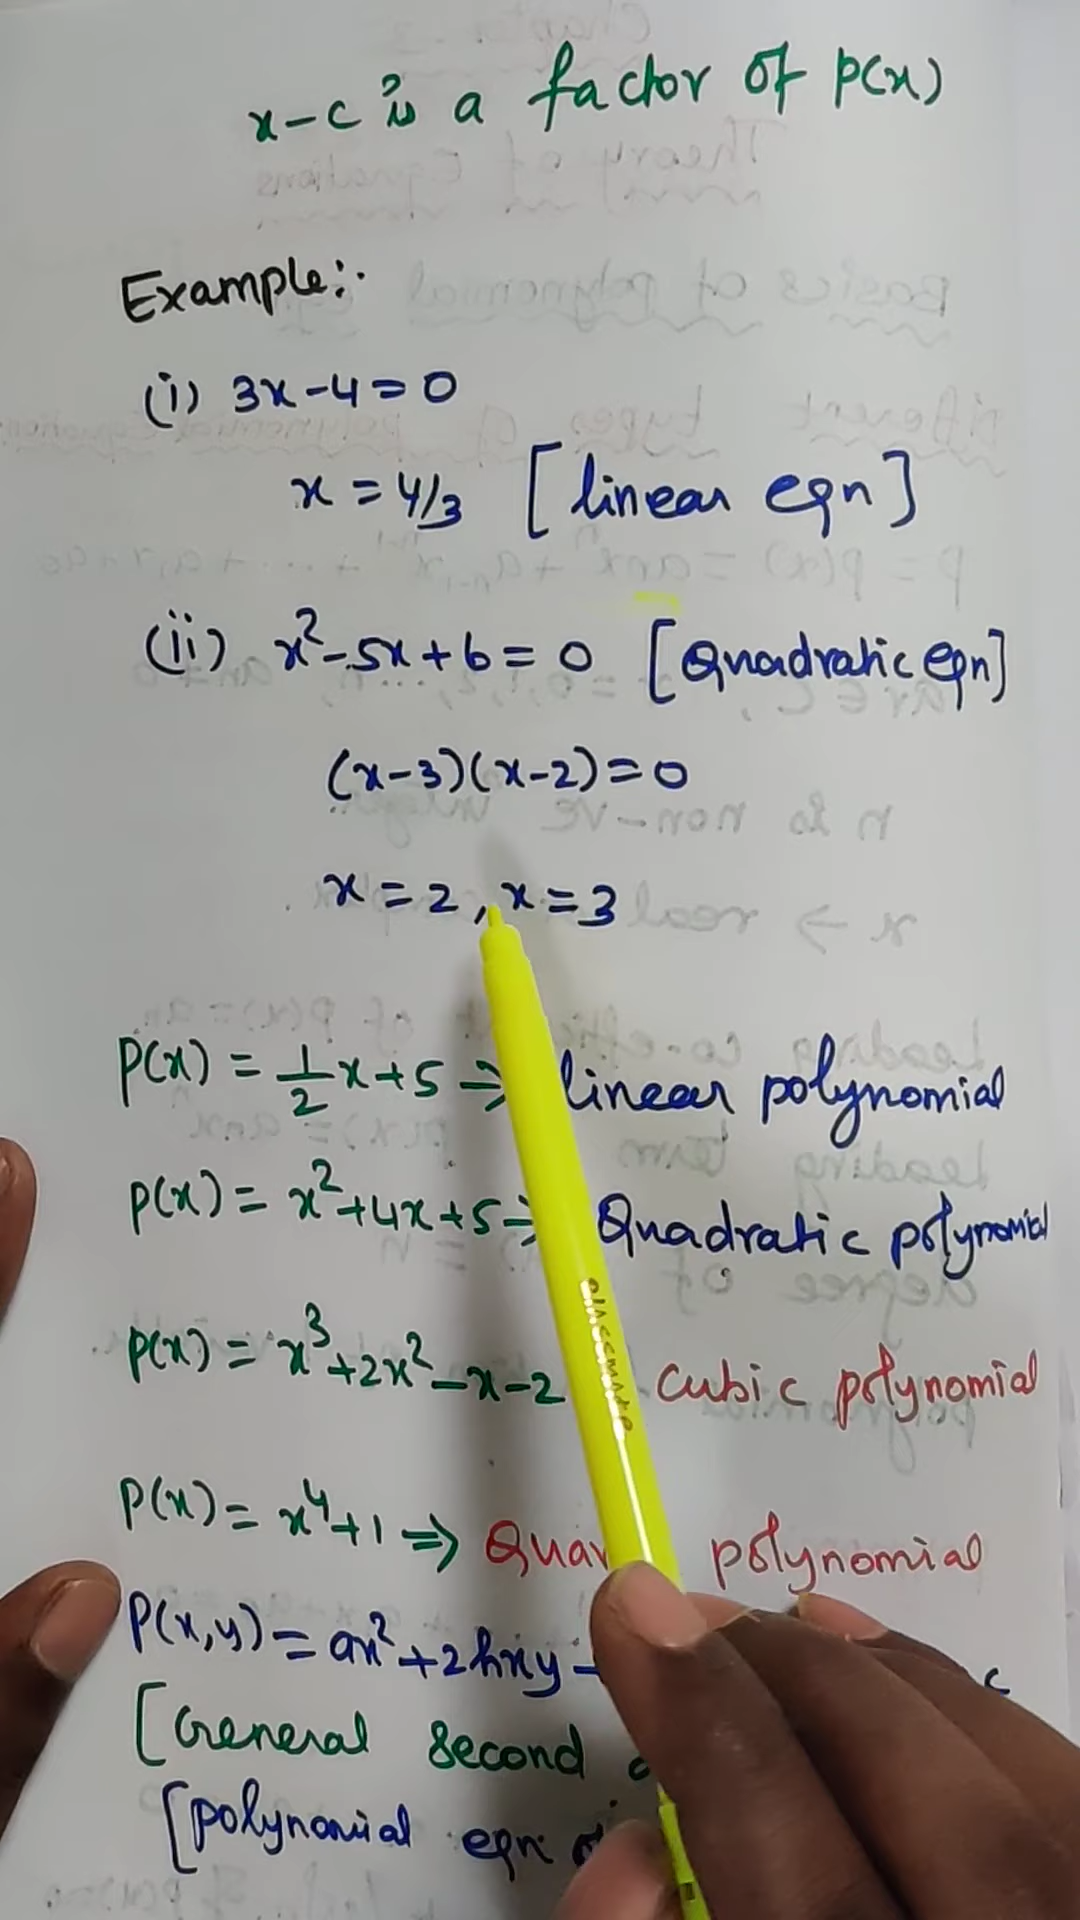 x-c is a factor of P(x)
Example:-
(i) 3x-4=0
x = 4/3 [linear eqn]
(ii) x²-5x+6=0 [Quadratic eqn]
(x-3)(x-2)=0
x = 2, x=3
P(x) = 1/2 x+5 ⇒ linear polynomial
P(x) = x²+4x+5 ⇒ Quadratic polynomial
P(x) = x³+2x²-x-2 cubic polynomial
P(x) = x⁴+1 ⇒ polynomial
P(x,y) = ax²+2hxy
[General second
[polynomial eqn
classmate